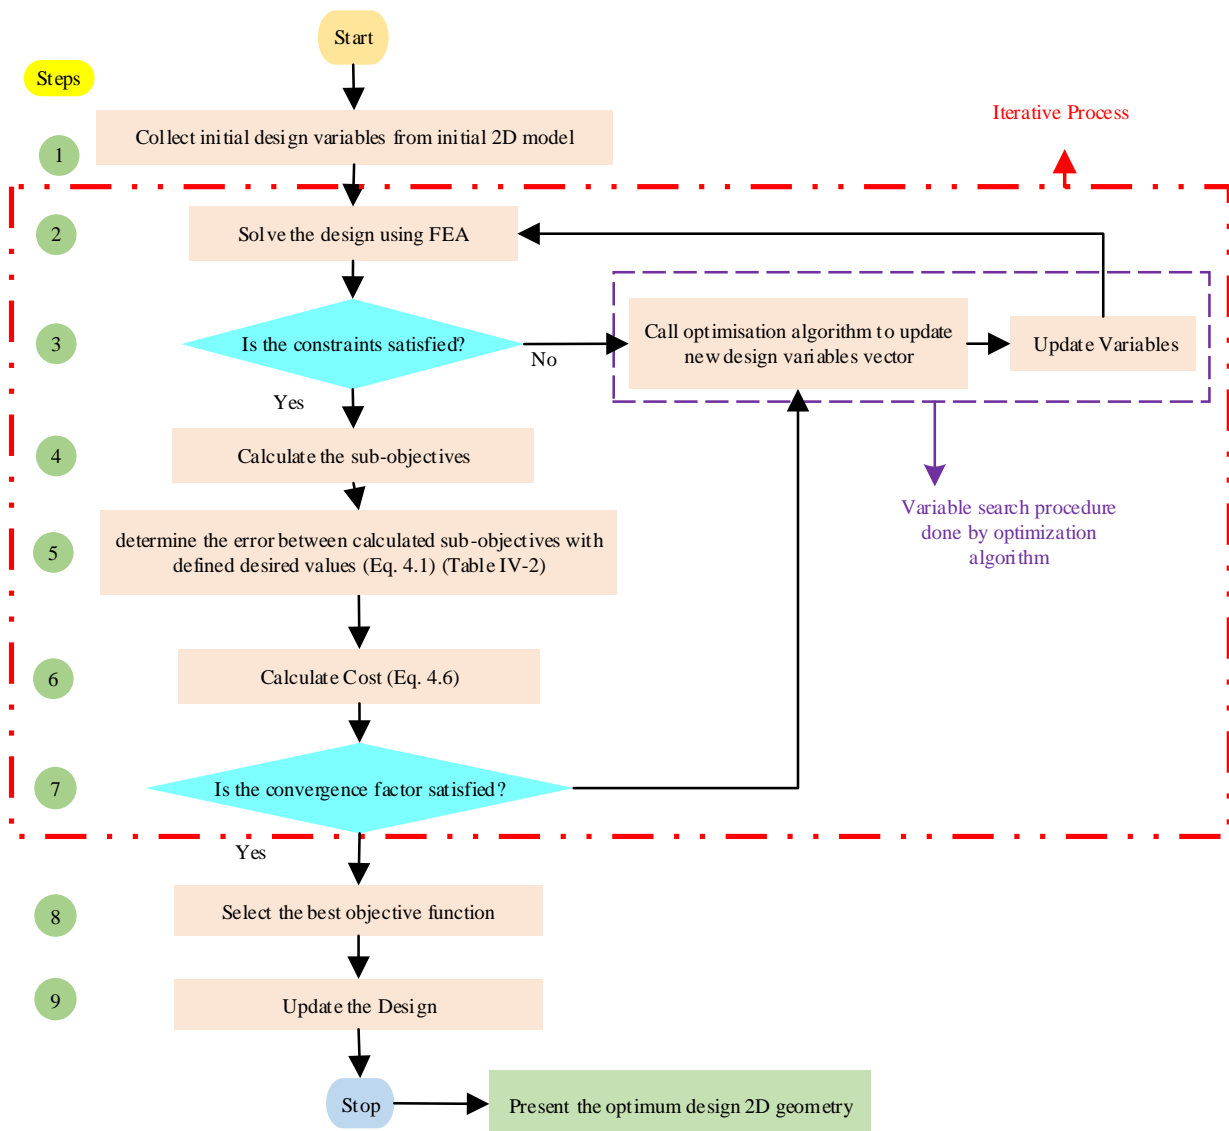 Start
Steps
Iterative Process
1
Collect initial design variables from initial 2D model
2
Solve the design using FEA
3
Is the constraints satisfied?
No
Call optimisation algorithm to update
new design variables vector
Update Variables
Yes
4
Calculate the sub-objectives
Variable search procedure
done by optimization
algorithm
5
determine the error between calculated sub-objectives with
defined desired values (Eq. 4.1) (Table IV-2)
6
Calculate Cost (Eq. 4.6)
7
Is the convergence factor satisfied?
Yes
8
Select the best objective function
9
Update the Design
Stop
Present the optimum design 2D geometry